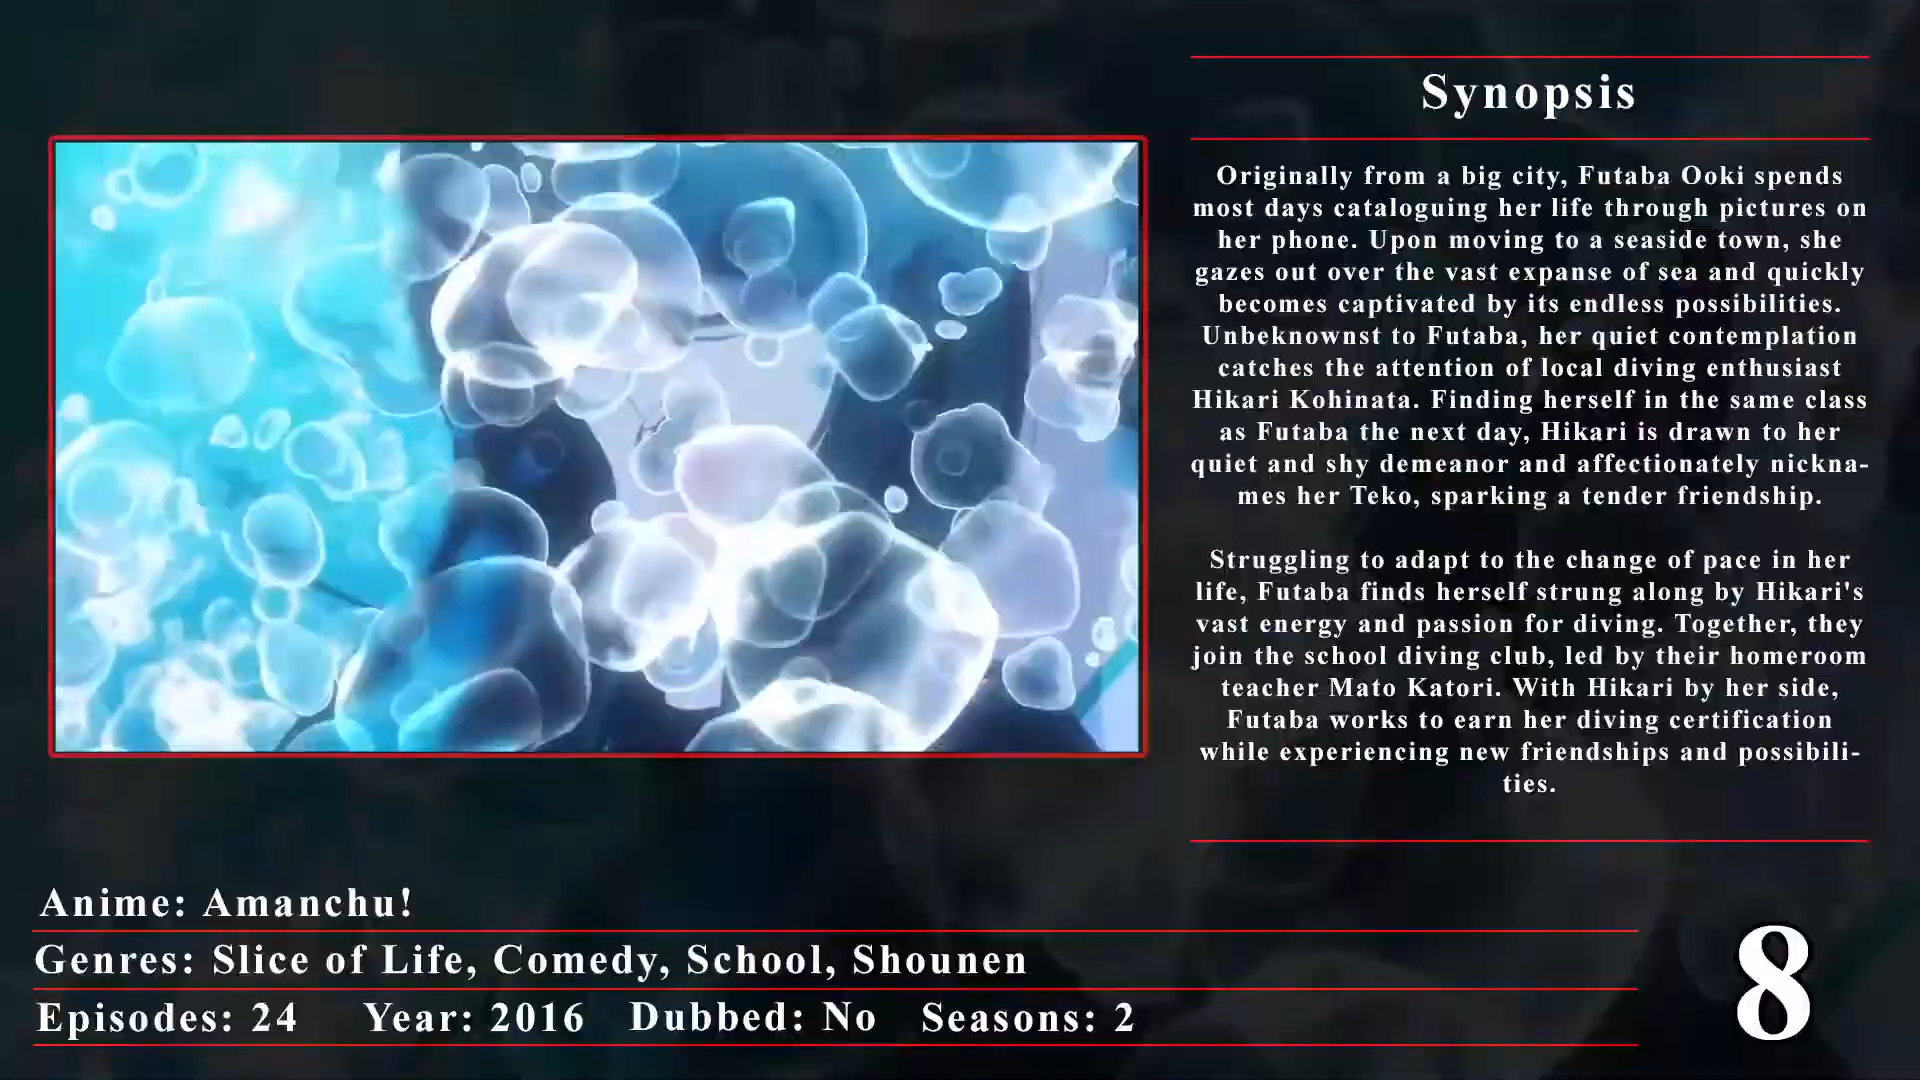 Synopsis
Originally from a big city, Futaba Ooki spends
most days cataloguing her life through pictures on
her phone. Upon moving to a seaside town, she
gazes out over the vast expanse of sea and quickly
becomes captivated by its endless possibilities.
Unbeknownst to Futaba, her quiet contemplation
catches the attention of local diving enthusiast
Hikari Kohinata. Finding herself in the same class
as Futaba the next day, Hikari is drawn to her
quiet and shy demeanor and affectionately nickna-
mes her Teko, sparking a tender friendship.
Struggling to adapt to the change of pace in her
life, Futaba finds herself strung along by Hikari's
vast energy and passion for diving. Together, they
join the school diving club, led by their homeroom
teacher Mato Katori. With Hikari by her side,
Futaba works to earn her diving certification
while experiencing new friendships and possibili-
ties.
Anime: Amanchu!
Genres: Slice of Life, Comedy, School, Shounen
Episodes: 24 Year: 2016 Dubbed: No Seasons: 2
8